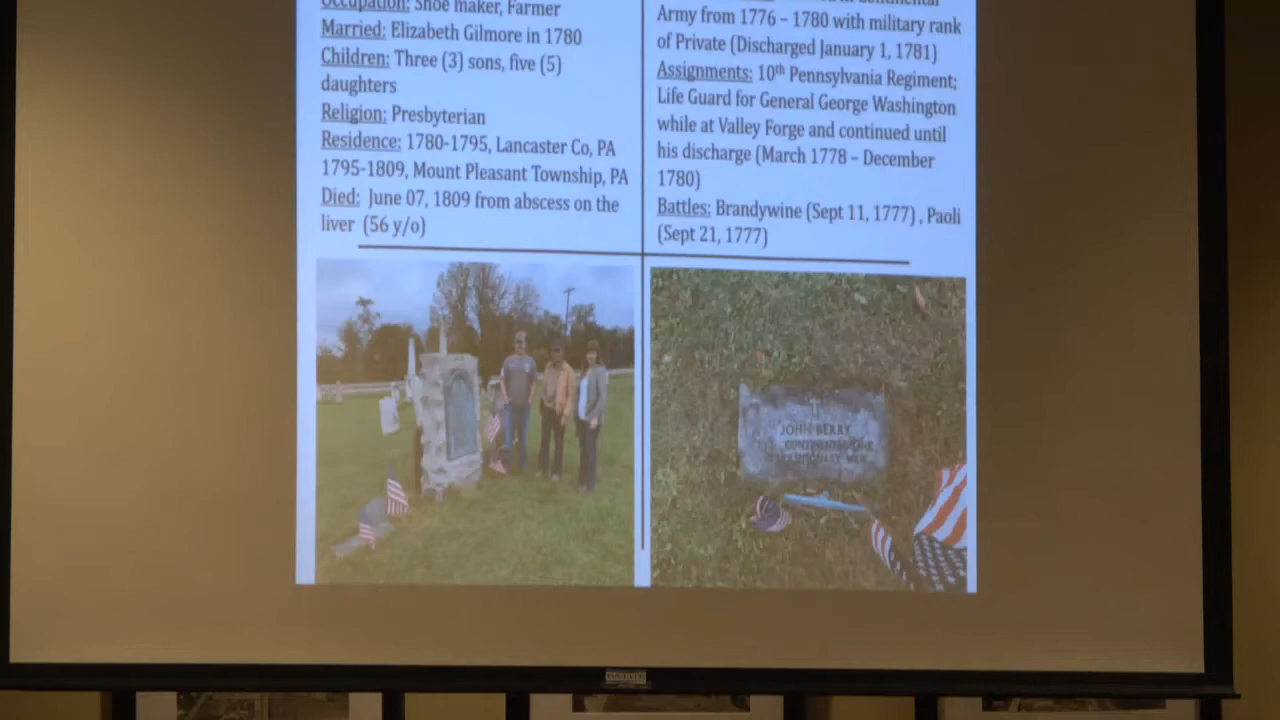 Occupation: Shoe maker, Farmer
Married: Elizabeth Gilmore in 1780
Children: Three (3) sons, five (5)
daughters
Religion: Presbyterian
Residence: 1780-1795, Lancaster Co, PA
1795-1809, Mount Pleasant Township, PA
Died: June 07, 1809 from abscess on the
liver (56 y/o)
Army from 1776 – 1780 with military rank
of Private (Discharged January 1, 1781)
Assignments: 10th Pennsylvania Regiment;
Life Guard for General George Washington
while at Valley Forge and continued until
his discharge (March 1778 – December
1780)
Battles: Brandywine (Sept 11, 1777) , Paoli
(Sept 21, 1777)
JOHN BERRY
CONTINENTAL LINE
REVOLUTIONARY WAR